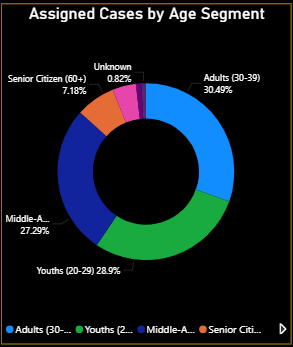 Assigned Cases by Age Segment
Unknown
0.82%
Senior Citizen (60+)
7.18%
Adults (30-39)
30.49%
Middle-A...
27.29%
Youths (20-29) 28.9%
Adults (30-... Youths (2... Middle-A... Senior Citi...